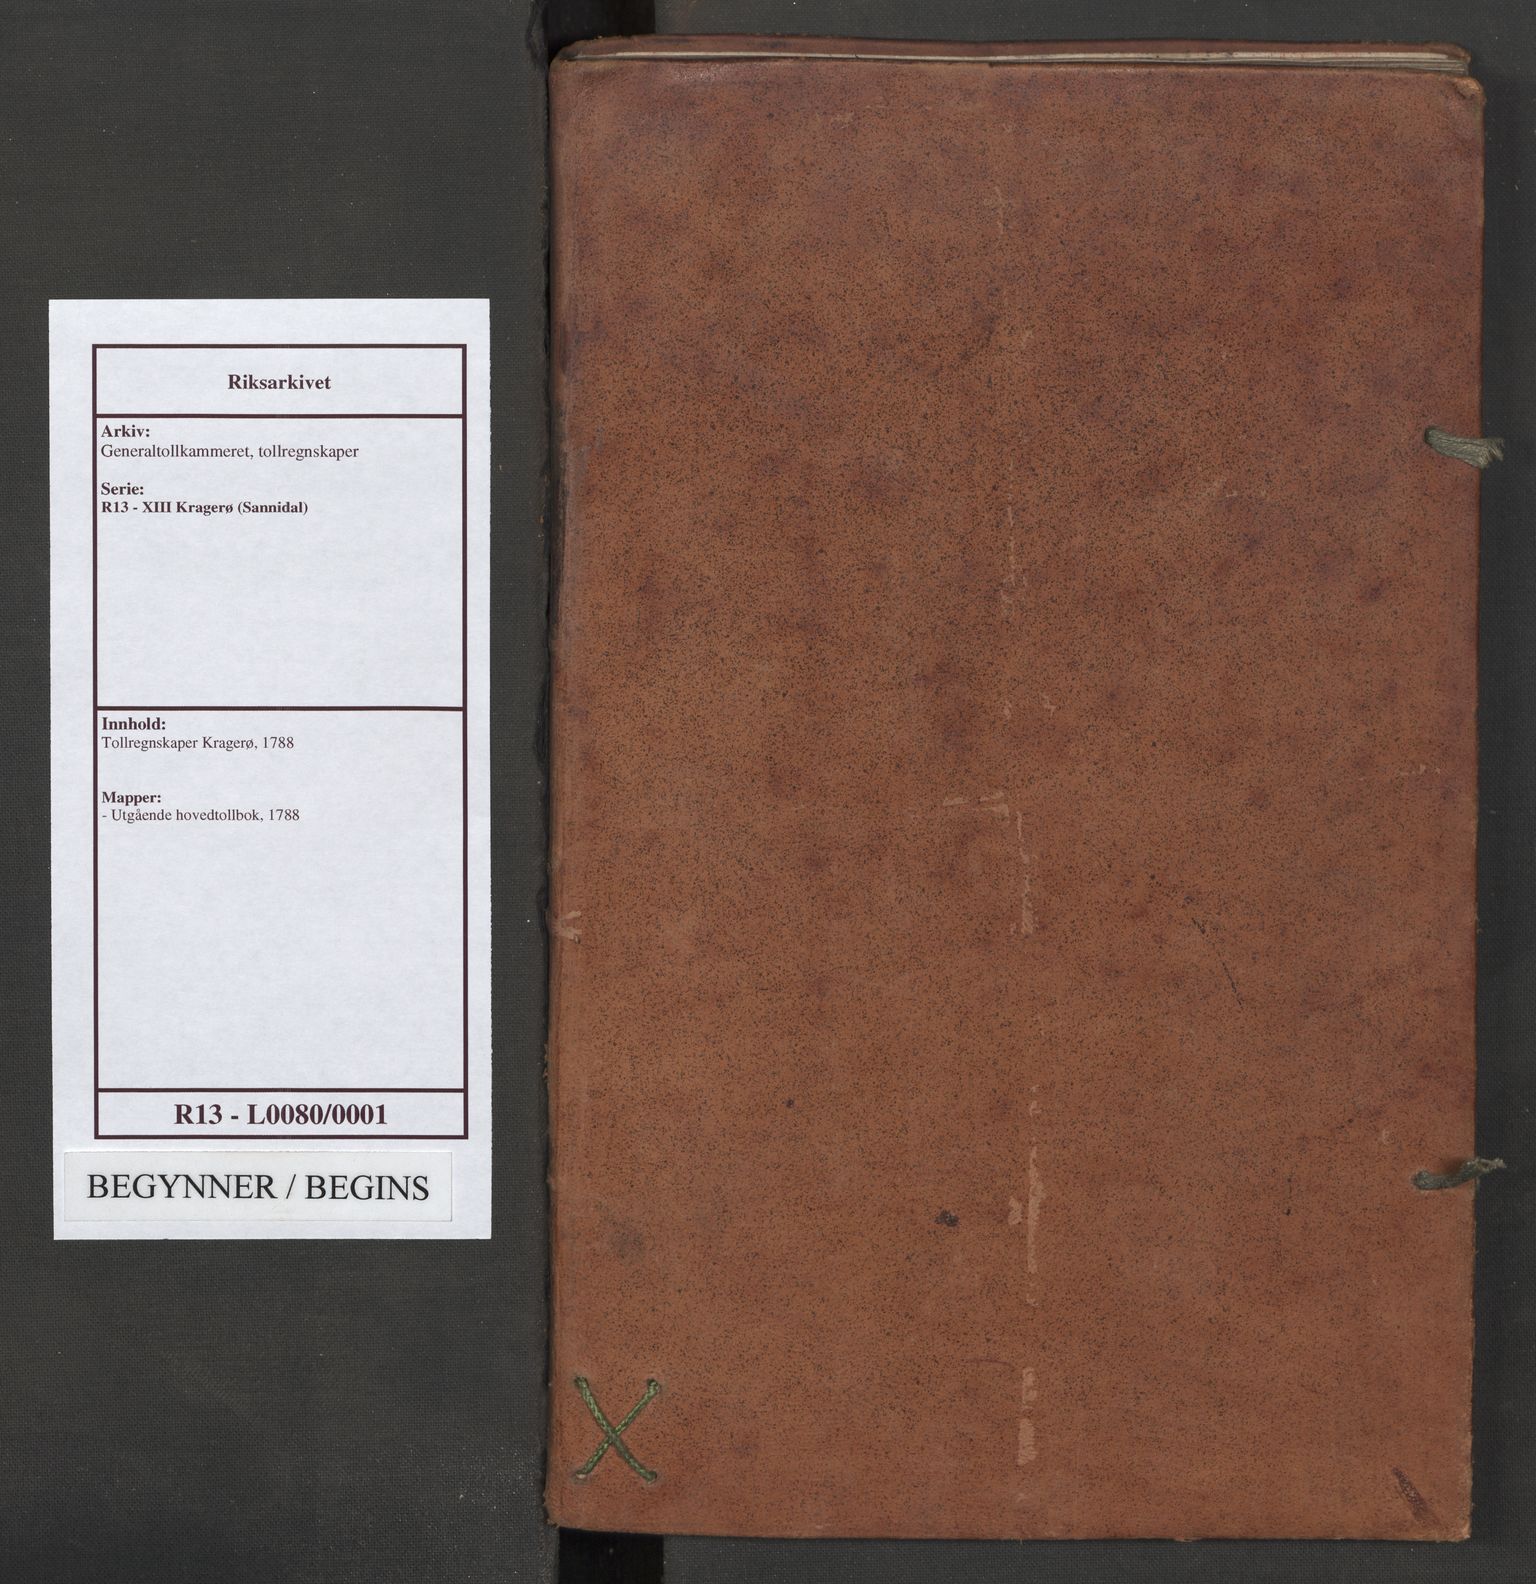 Riksarkivet
Arkiv:
Generaltollkammeret, tollregnskaper
Serie:
R13 - XIII Kragerø (Sannidal)
Innhold:
Tollregnskaper Kragerø, 1788
Mapper:
- Utgående hovedtollbok, 1788
R13 - L0080/0001
BEGYNNER / BEGINS